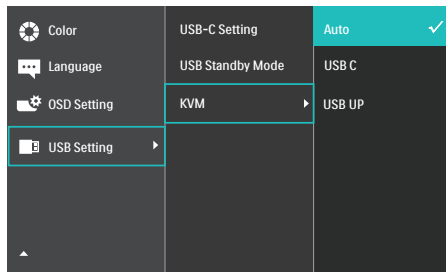 Color
Language
OSD Setting
USB Setting
USB-C Setting
USB Standby Mode
KVM
Auto
USB C
USB UP